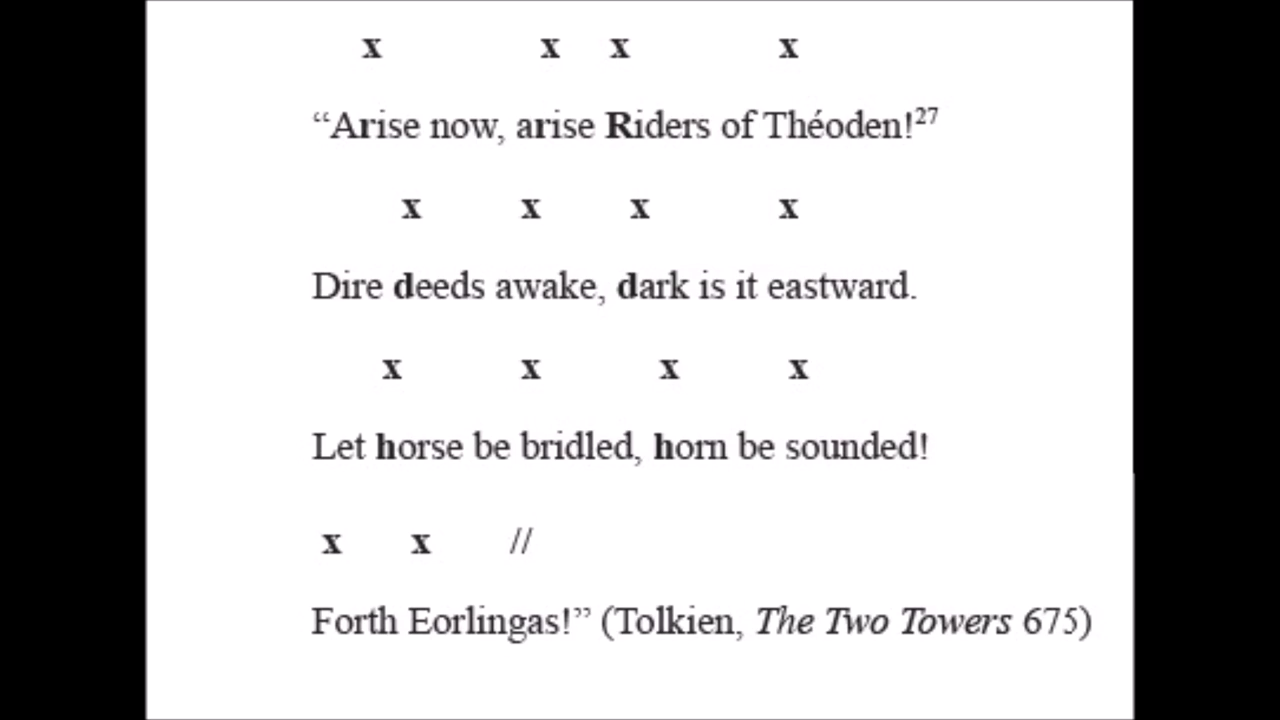 x x x x
“Arise now, arise Riders of Théoden!27
x x x x
Dire deeds awake, dark is it eastward.
x x x x
Let horse be bridled, horn be sounded!
x x //
Forth Eorlingas!” (Tolkien, The Two Towers 675)